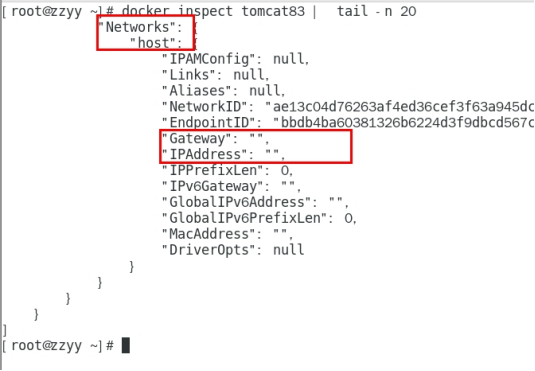 [root@zzyy ~]# docker inspect tomcat83 | tail -n 20
"Networks": {
"host": {
"IPAMConfig": null,
"Links": null,
"Aliases": null,
"NetworkID": "ae13c04d76263af4ed36cef3f63a945dc
"EndpointID": "bbdb4ba60381326b6224d3f9dbcd567c
"Gateway": "",
"IPAddress": "",
"IPPrefixLen": 0,
"IPv6Gateway": "",
"GlobalIPv6Address": "",
"GlobalIPv6PrefixLen": 0,
"MacAddress": "",
"DriverOpts": null
}
}
}
}
]
[root@zzyy ~]#